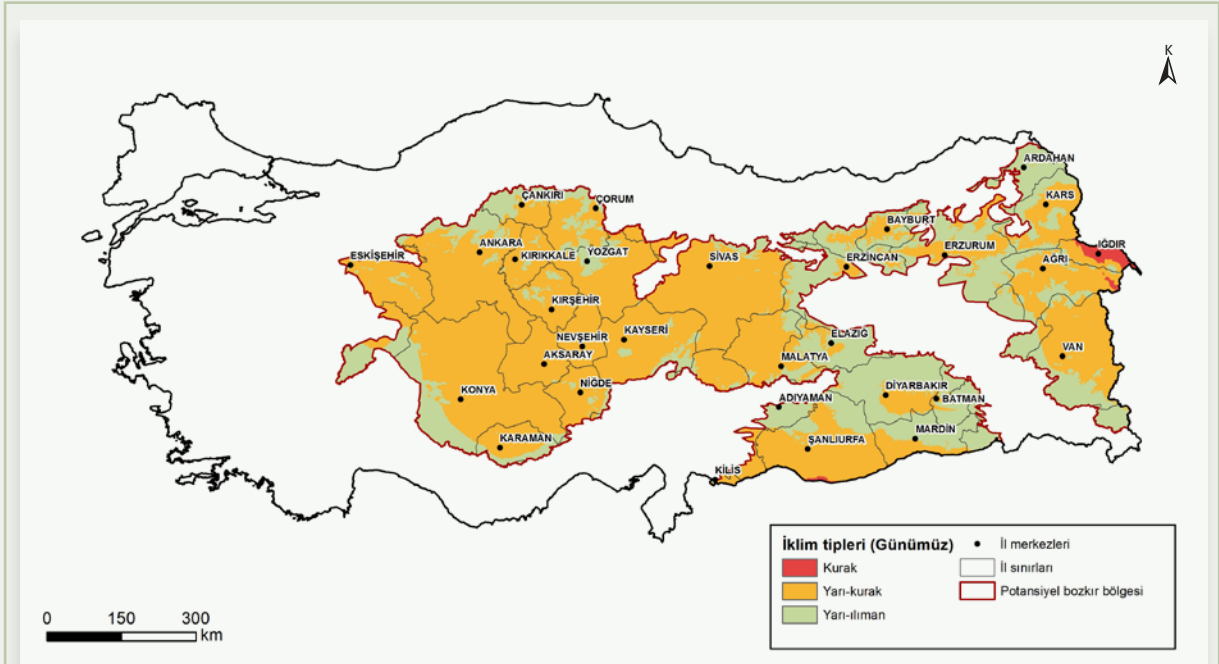 K
ARDAHAN
KARS
ÇANKIRI
ÇORUM
BAYBURT
IĞDIR
ANKARA
KIRIKKALE
YOZGAT
SİVAS
ERZURUM
ESKİŞEHİR
ERZİNCAN
AĞRI
KIRŞEHİR
NEVŞEHİR
KAYSERİ
ELAZIĞ
VAN
AKSARAY
MALATYA
KONYA
NİĞDE
DİYARBAKIR
ADIYAMAN
BATMAN
KARAMAN
ŞANLIURFA
MARDİN
KİLİS
İklim tipleri (Günümüz)
Kurak
Yarı-kurak
Yarı-ılıman
İl merkezleri
İl sınırları
Potansiyel bozkır bölgesi
0 150 300
km